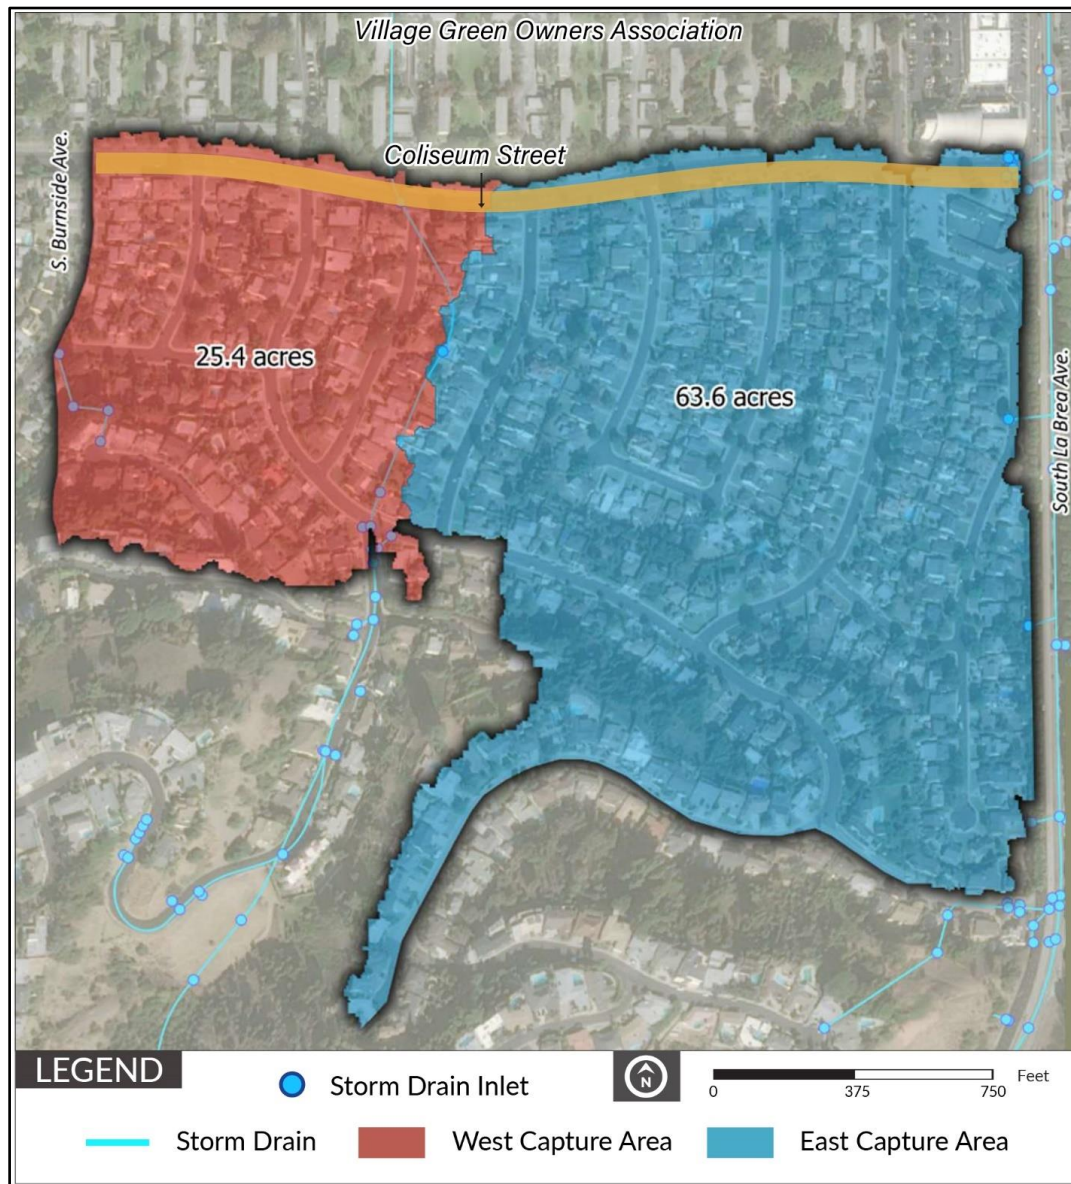 Village Green Owners Association
S. Burnside Ave.
Coliseum Street
25.4 acres
63.6 acres
South La Brea Ave.
LEGEND
Storm Drain Inlet
N
0 375 750 Feet
Storm Drain
West Capture Area
East Capture Area